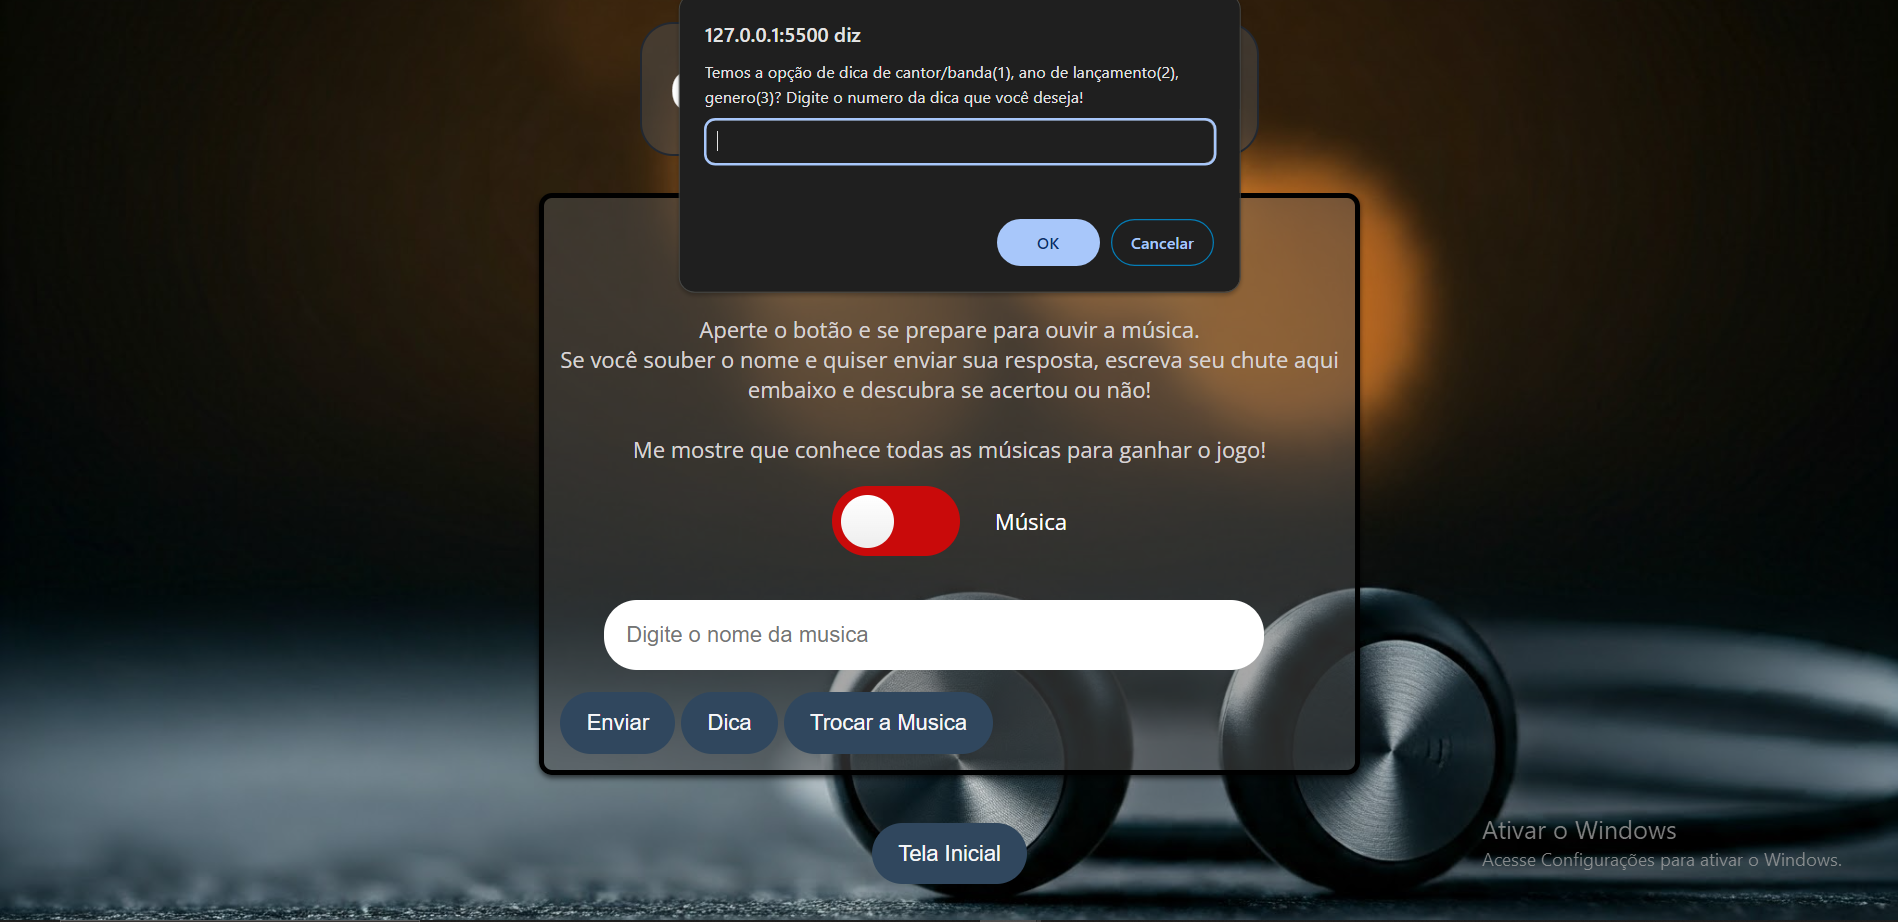 127.0.0.1:5500 diz
Temos a opção de dica de cantor/banda(1), ano de lançamento(2),
genero(3)? Digite o numero da dica que você deseja!
OK
Cancelar
Aperte o botão e se prepare para ouvir a música.
Se você souber o nome e quiser enviar sua resposta, escreva seu chute aqui
embaixo e descubra se acertou ou não!
Me mostre que conhece todas as músicas para ganhar o jogo!
Música
Digite o nome da musica
Enviar
Dica
Trocar a Musica
Tela Inicial
Ativar o Windows
Acesse Configurações para ativar o Windows.